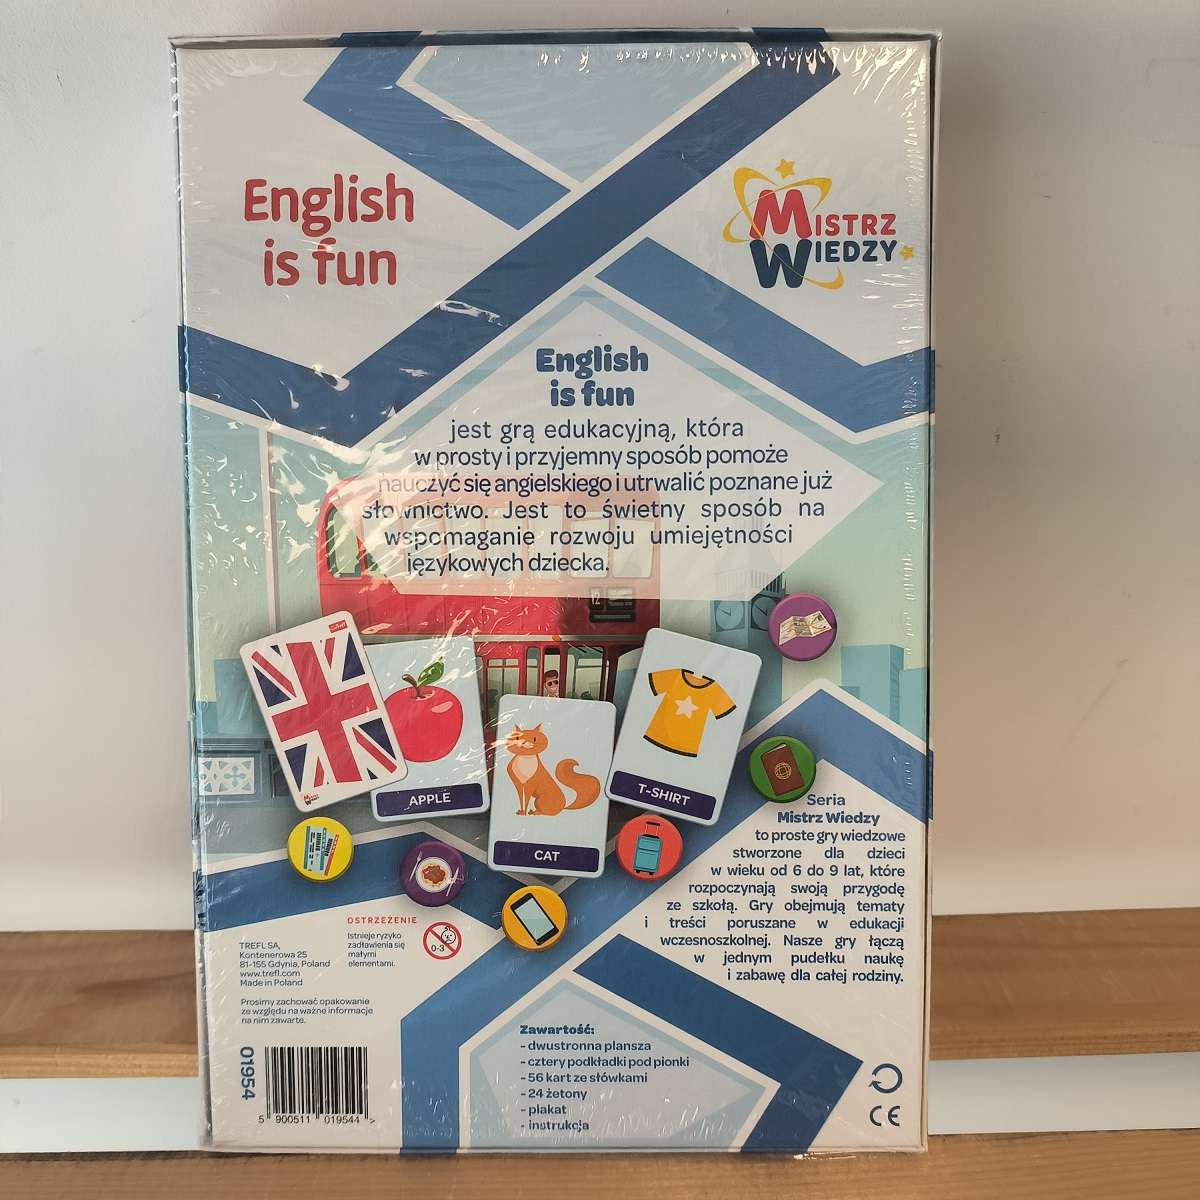 English
is fun
MISTRZ
WIEDZY
English
is fun
jest grą edukacyjną, która
w prosty i przyjemny sposób pomoże
nauczyć się angielskiego i utrwalić poznane już
słownictwo. Jest to świetny sposób na
wspomaganie rozwoju umiejętności
językowych dziecka.
12
Trefl
MISTRZ
WIEDZY
APPLE
CAT
T-SHIRT
Seria
Mistrz Wiedzy
to proste gry wiedzowe
stworzone dla dzieci
w wieku od 6 do 9 lat, które
rozpoczynają swoją przygodę
ze szkołą. Gry obejmują tematy
i treści poruszane w edukacji
wczesnoszkolnej. Nasze gry łączą
w jednym pudełku naukę
i zabawę dla całej rodziny.
OSTRZEŻENIE
Istnieje ryzyko
zadławienia się
małymi
elementami.
0-3
TREFL SA,
Kontenerowa 25
81-155 Gdynia, Poland
www.trefl.com
Made in Poland
Prosimy zachować opakowanie
ze względu na ważne informacje
na nim zawarte.
01954
5 900511 019544 >
Zawartość:
- dwustronna plansza
- cztery podkładki pod pionki
- 56 kart ze słówkami
- 24 żetony
- plakat
- instrukcja
CE